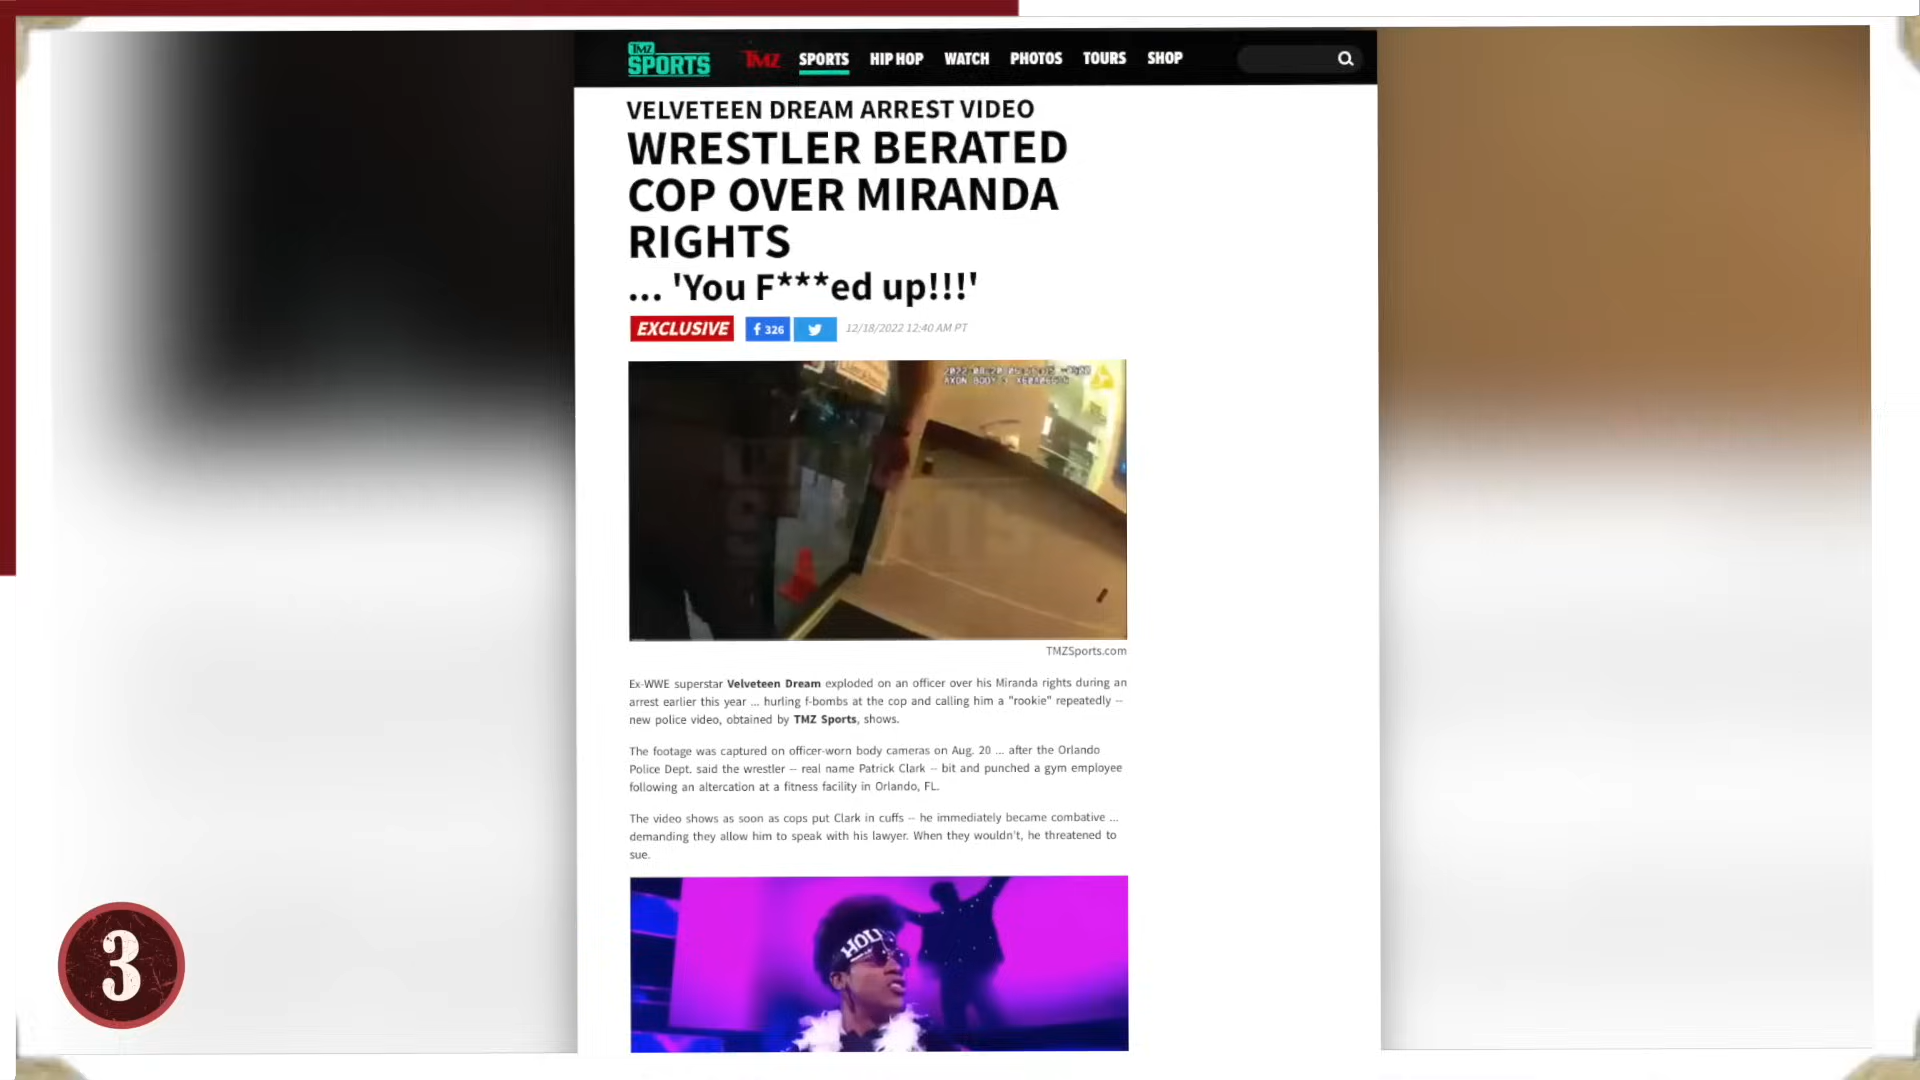 TMZ
SPORTS
TMZ SPORTS HIP HOP WATCH PHOTOS TOURS SHOP
VELVETEEN DREAM ARREST VIDEO
WRESTLER BERATED
COP OVER MIRANDA
RIGHTS
... 'You F***ed up!!!'
EXCLUSIVE f 326 12/18/2022 12:40 AM PT
AXON BODY 3
TMZSports.com
Ex-WWE superstar Velveteen Dream exploded on an officer over his Miranda rights during an
arrest earlier this year ... hurling f-bombs at the cop and calling him a "rookie" repeatedly --
new police video, obtained by TMZ Sports, shows.
The footage was captured on officer-worn body cameras on Aug. 20 ... after the Orlando
Police Dept. said the wrestler -- real name Patrick Clark -- bit and punched a gym employee
following an altercation at a fitness facility in Orlando, FL.
The video shows as soon as cops put Clark in cuffs -- he immediately became combative ...
demanding they allow him to speak with his lawyer. When they wouldn't, he threatened to
sue.
3